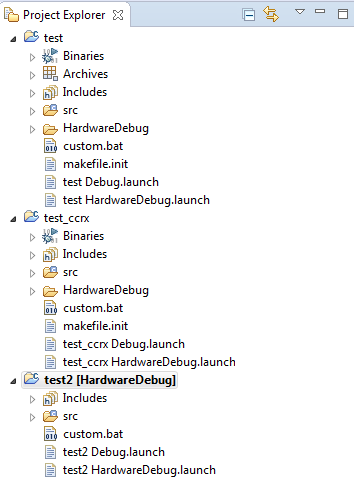 Project Explorer
test
Binaries
Archives
Includes
src
HardwareDebug
custom.bat
makefile.init
test Debug.launch
test HardwareDebug.launch
test_ccrx
Binaries
Includes
src
HardwareDebug
custom.bat
makefile.init
test_ccrx Debug.launch
test_ccrx HardwareDebug.launch
test2 [HardwareDebug]
Includes
src
custom.bat
test2 Debug.launch
test2 HardwareDebug.launch